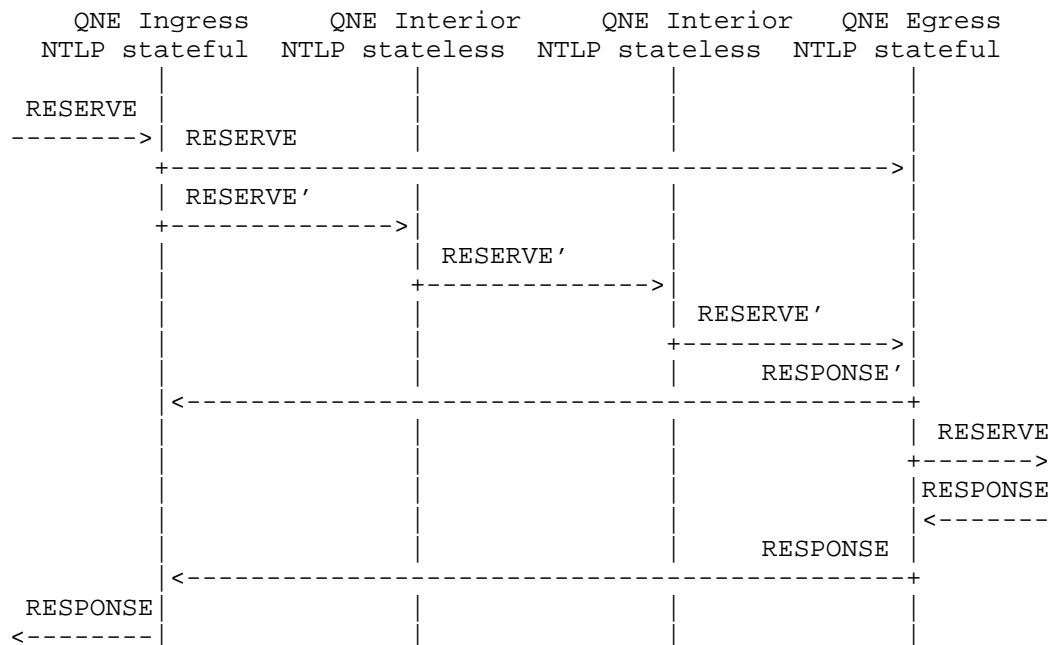 QNE Ingress QNE Interior QNE Interior QNE Egress
NTLP stateful NTLP stateless NTLP stateless NTLP stateful
RESERVE
RESERVE
RESERVE'
RESERVE'
RESERVE'
RESPONSE'
RESERVE
RESPONSE
RESPONSE
RESPONSE